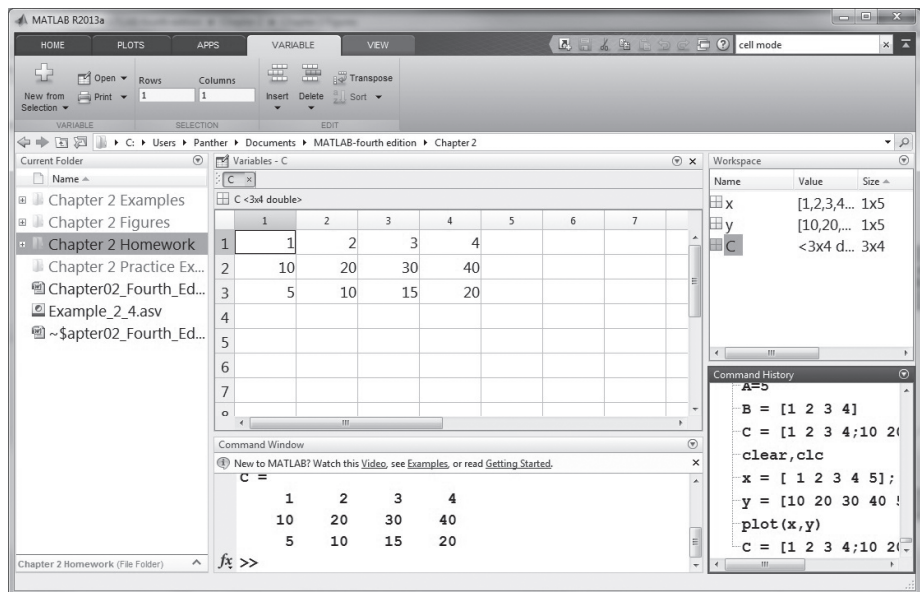 MATLAB R2013a
HOME PLOTS APPS VARIABLE VIEW cell mode
New from Selection Open Print Rows 1 Columns 1 Insert Delete Transpose Sort
VARIABLE SELECTION EDIT
C: Users Panther Documents MATLAB-fourth edition Chapter 2
Current Folder
Name
Chapter 2 Examples
Chapter 2 Figures
Chapter 2 Homework
Chapter 2 Practice Ex...
Chapter02_Fourth_Ed...
Example_2_4.asv
~$apter02_Fourth_Ed...
Chapter 2 Homework (File Folder)
Variables - C
C
C <3x4 double>
1 2 3 4 5 6 7
1 1 2 3 4
2 10 20 30 40
3 5 10 15 20
4
5
6
7
Command Window
New to MATLAB? Watch this Video, see Examples, or read Getting Started.
C =
1 2 3 4
10 20 30 40
5 10 15 20
fx >>
Workspace
Name Value Size
x [1,2,3,4... 1x5
y [10,20,... 1x5
C <3x4 d... 3x4
Command History
A=5
B = [1 2 3 4]
C = [1 2 3 4;10 20
clear,clc
x = [ 1 2 3 4 5];
y = [10 20 30 40
plot(x,y)
C = [1 2 3 4;10 20